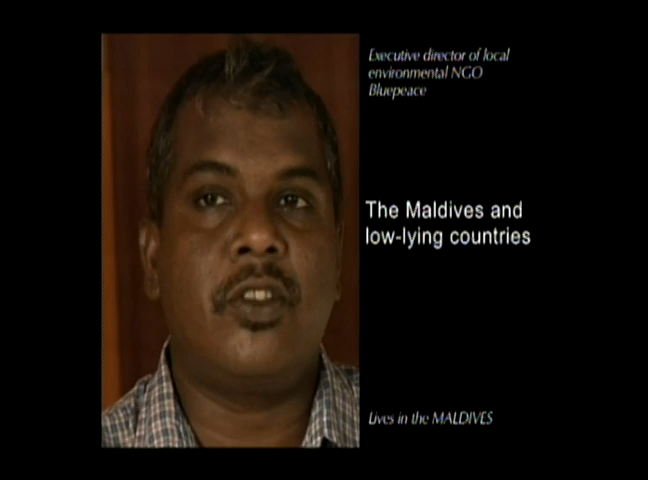 Executive director of local
environmental NGO
Bluepeace
The Maldives and
low-lying countries
Lives in the MALDIVES